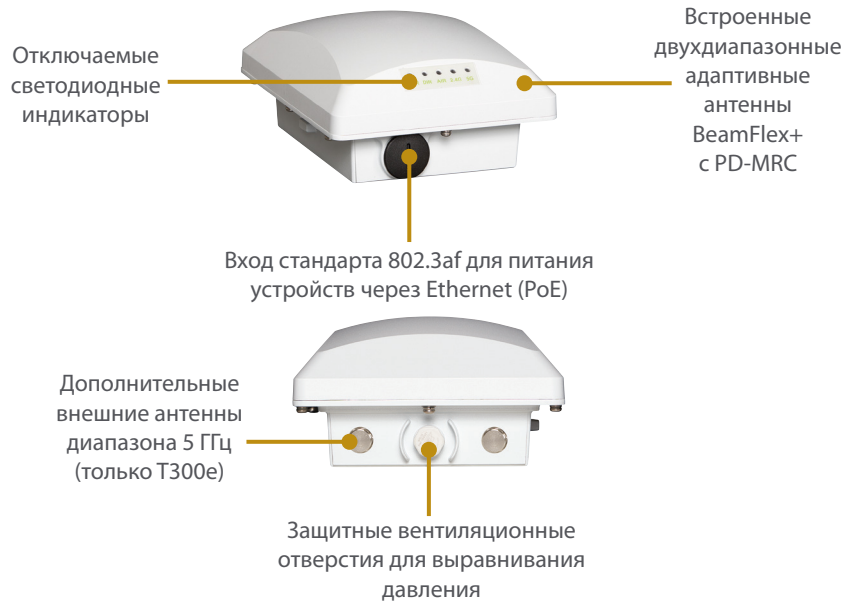 Отключаемые
светодиодные
индикаторы
Встроенные
двухдиапазонные
адаптивные
антенны
BeamFlex+
с PD-MRC
Вход стандарта 802.3af для питания
устройств через Ethernet (PoE)
Дополнительные
внешние антенны
диапазона 5 ГГц
(только T300e)
Защитные вентиляционные
отверстия для выравнивания
давления